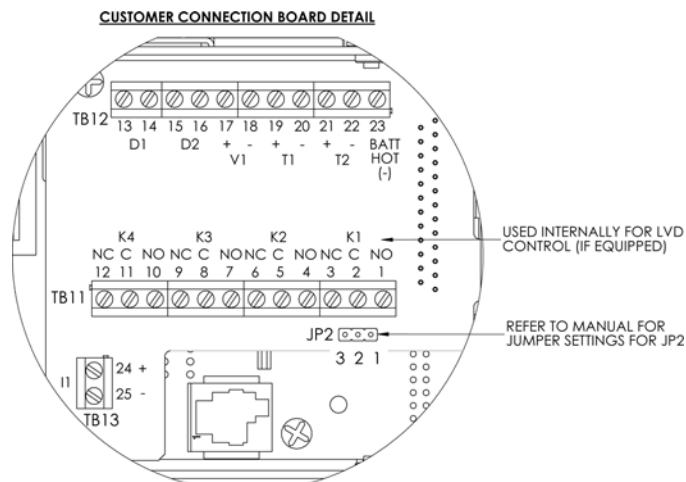 CUSTOMER CONNECTION BOARD DETAIL
TB12
13 14 15 16 17 18 19 20 21 22 23
D1 D2 + - + - + - BATT
V1 T1 T2 HOT
(-)
K4 K3 K2 K1
NC C NO NC C NO NC C NO NC C NO
12 11 10 9 8 7 6 5 4 3 2 1
TB11
USED INTERNALLY FOR LVD
CONTROL (IF EQUIPPED)
JP2
3 2 1
REFER TO MANUAL FOR
JUMPER SETTINGS FOR JP2
I1
24 +
25 -
TB13
1